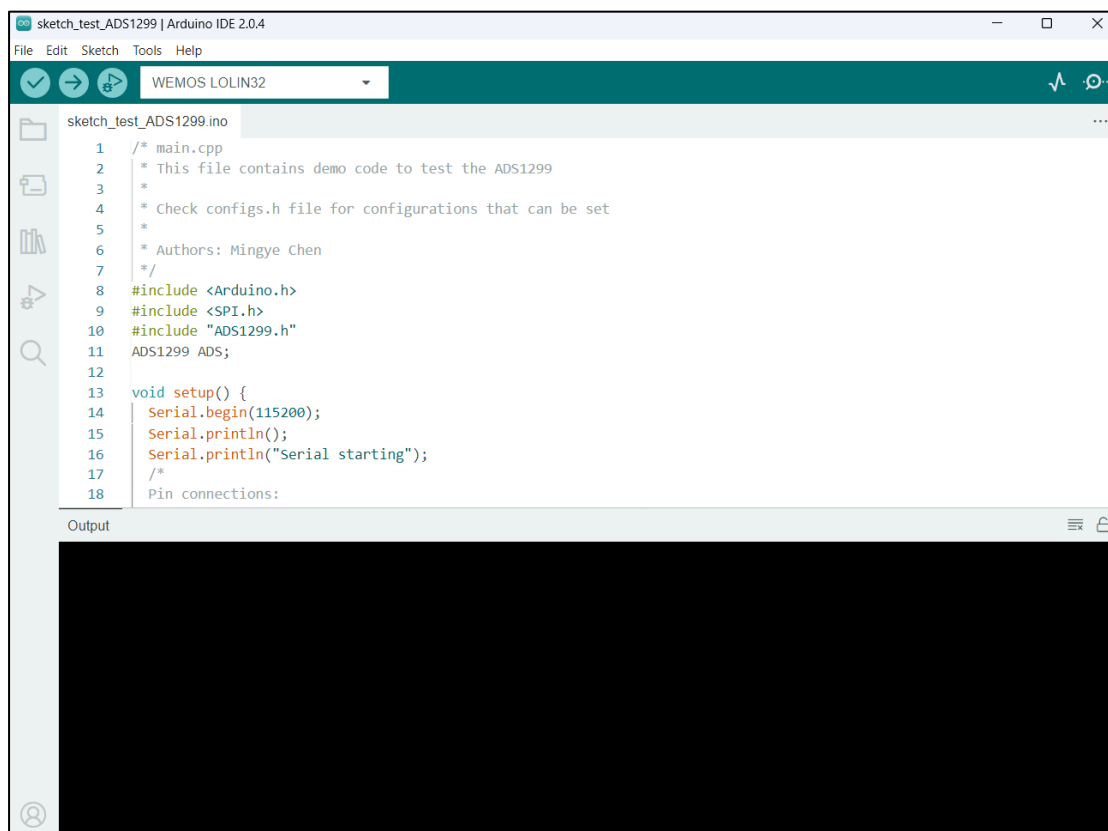 sketch_test_ADS1299 | Arduino IDE 2.0.4
File Edit Sketch Tools Help
WEMOS LOLIN32
sketch_test_ADS1299.ino
1 /* main.cpp
2 * This file contains demo code to test the ADS1299
3 *
4 * Check configs.h file for configurations that can be set
5 *
6 * Authors: Mingye Chen
7 */
8 #include <Arduino.h>
9 #include <SPI.h>
10 #include "ADS1299.h"
11 ADS1299 ADS;
12
13 void setup() {
14 Serial.begin(115200);
15 Serial.println();
16 Serial.println("Serial starting");
17 /*
18 Pin connections:
Output